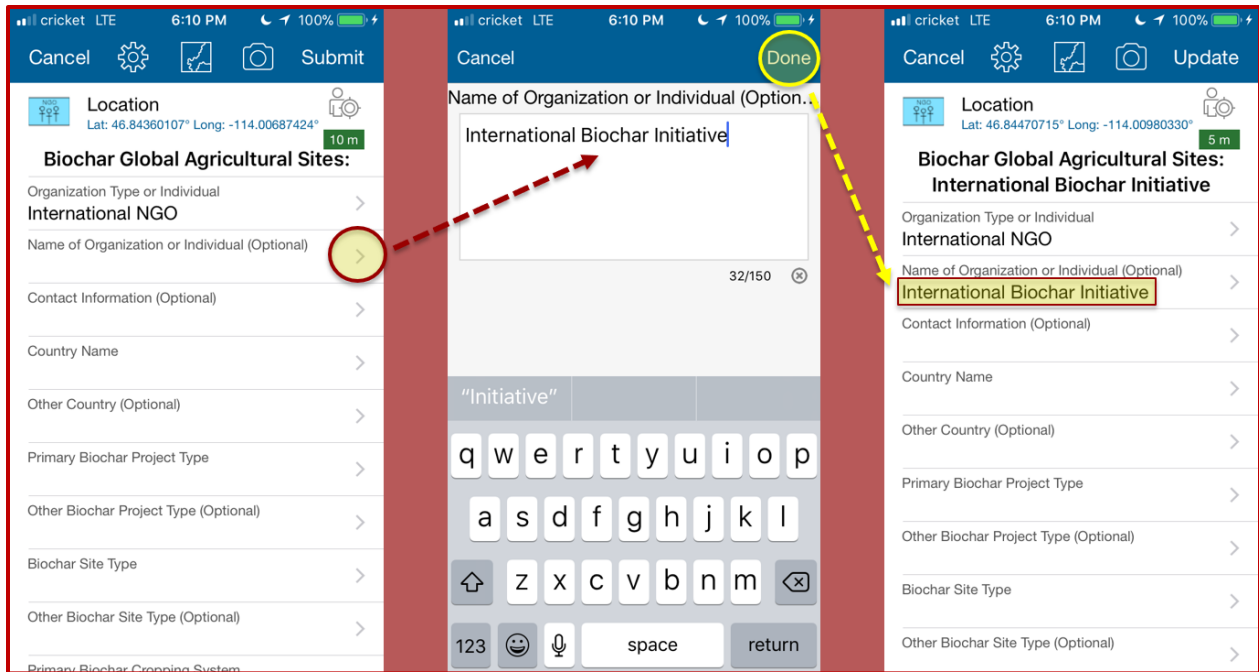 cricket LTE 6:10 PM 100%
Cancel Submit
NGO
Location
Lat: 46.84360107° Long: -114.00687424°
10 m
Biochar Global Agricultural Sites:
Organization Type or Individual
International NGO
Name of Organization or Individual (Optional)
Contact Information (Optional)
Country Name
Other Country (Optional)
Primary Biochar Project Type
Other Biochar Project Type (Optional)
Biochar Site Type
Other Biochar Site Type (Optional)
Primary Biochar Cropping System
cricket LTE 6:10 PM 100%
Cancel Done
Name of Organization or Individual (Option...
International Biochar Initiative
32/150
"Initiative"
q w e r t y u i o p
a s d f g h j k l
z x c v b n m
123 space return
cricket LTE 6:10 PM 100%
Cancel Update
NGO
Location
Lat: 46.84470715° Long: -114.00980330°
5 m
Biochar Global Agricultural Sites:
International Biochar Initiative
Organization Type or Individual
International NGO
Name of Organization or Individual (Optional)
International Biochar Initiative
Contact Information (Optional)
Country Name
Other Country (Optional)
Primary Biochar Project Type
Other Biochar Project Type (Optional)
Biochar Site Type
Other Biochar Site Type (Optional)